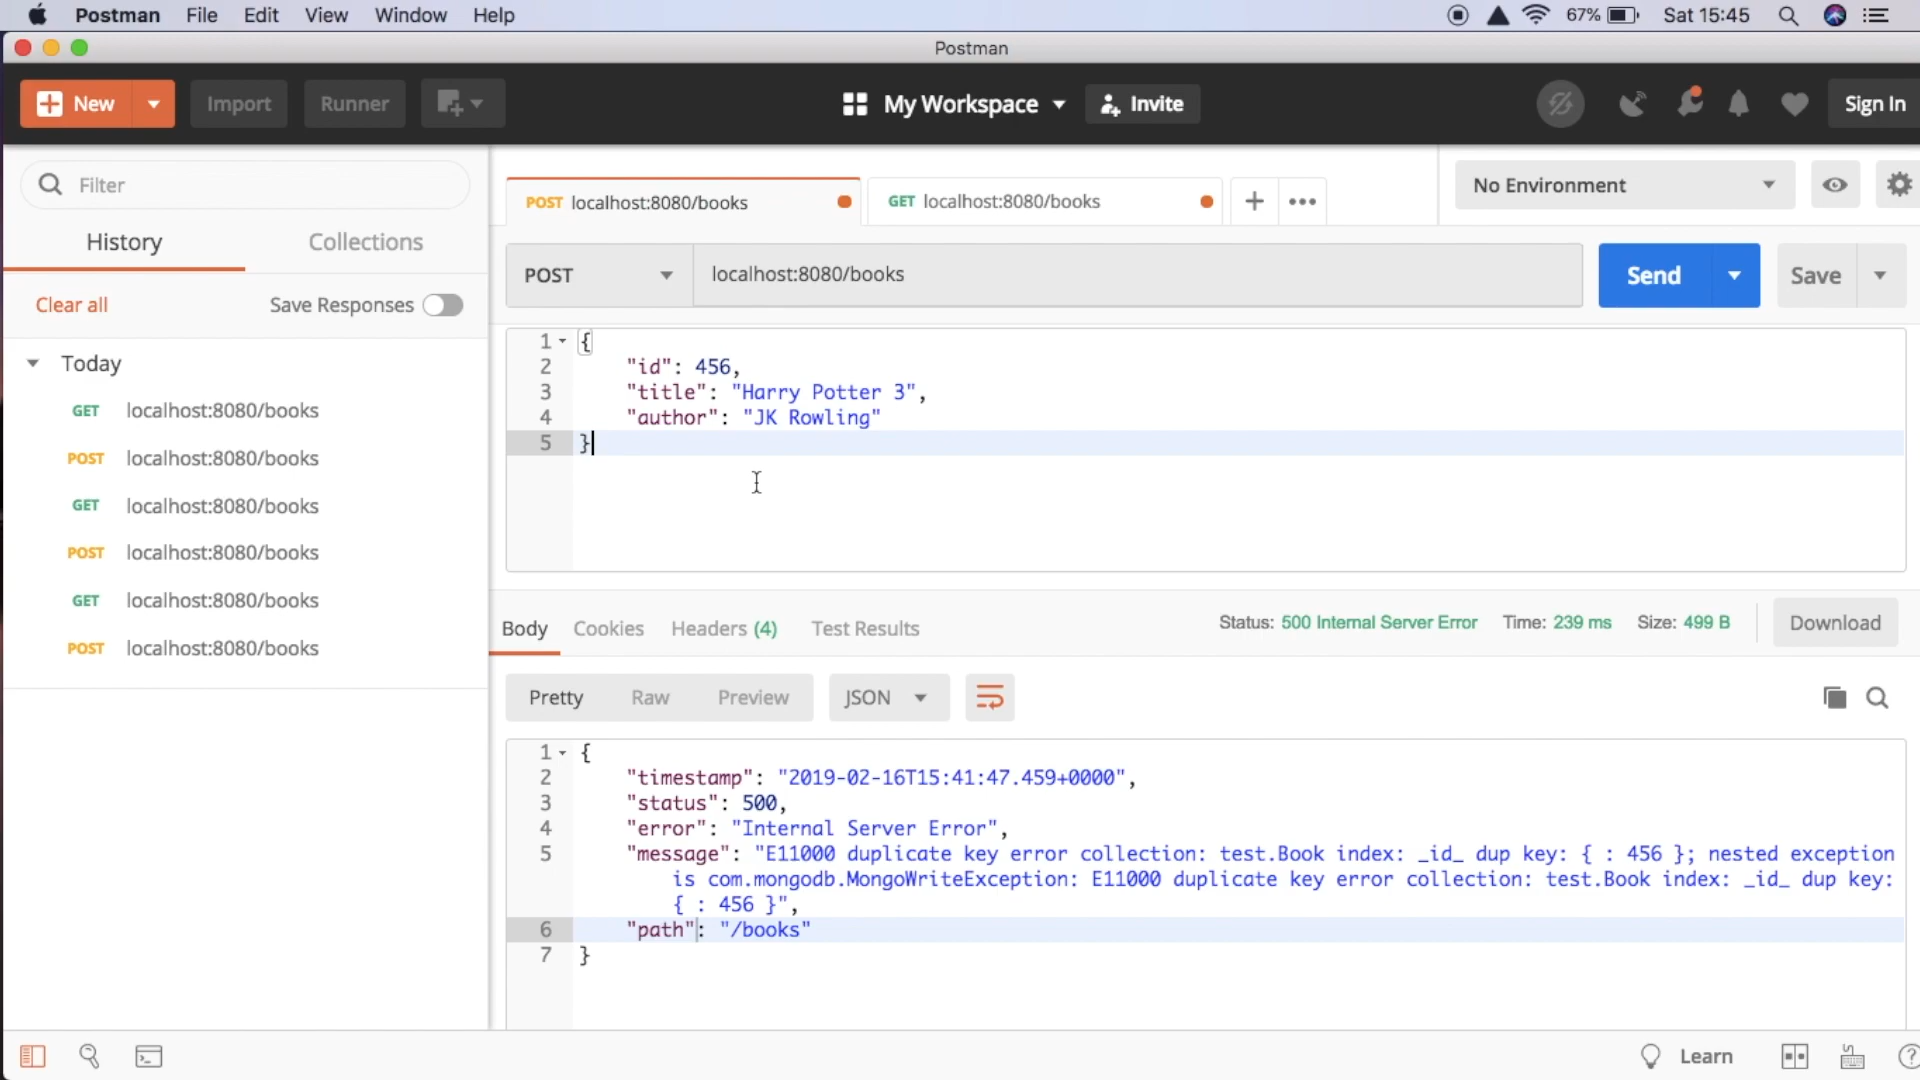 Postman File Edit View Window Help 67% Sat 15:45
Postman
New Import Runner My Workspace Invite Sign In
Filter
History Collections
Clear all Save Responses
Today
GET localhost:8080/books
POST localhost:8080/books
GET localhost:8080/books
POST localhost:8080/books
GET localhost:8080/books
POST localhost:8080/books
POST localhost:8080/books GET localhost:8080/books + ••• No Environment
POST localhost:8080/books Send Save
1 {
2 "id": 456,
3 "title": "Harry Potter 3",
4 "author": "JK Rowling"
5 }
Body Cookies Headers (4) Test Results Status: 500 Internal Server Error Time: 239 ms Size: 499 B Download
Pretty Raw Preview JSON
1 {
2 "timestamp": "2019-02-16T15:41:47.459+0000",
3 "status": 500,
4 "error": "Internal Server Error",
5 "message": "E11000 duplicate key error collection: test.Book index: _id_ dup key: { : 456 }; nested exception
is com.mongodb.MongoWriteException: E11000 duplicate key error collection: test.Book index: _id_ dup key:
{ : 456 }",
6 "path": "/books"
7 }
Learn